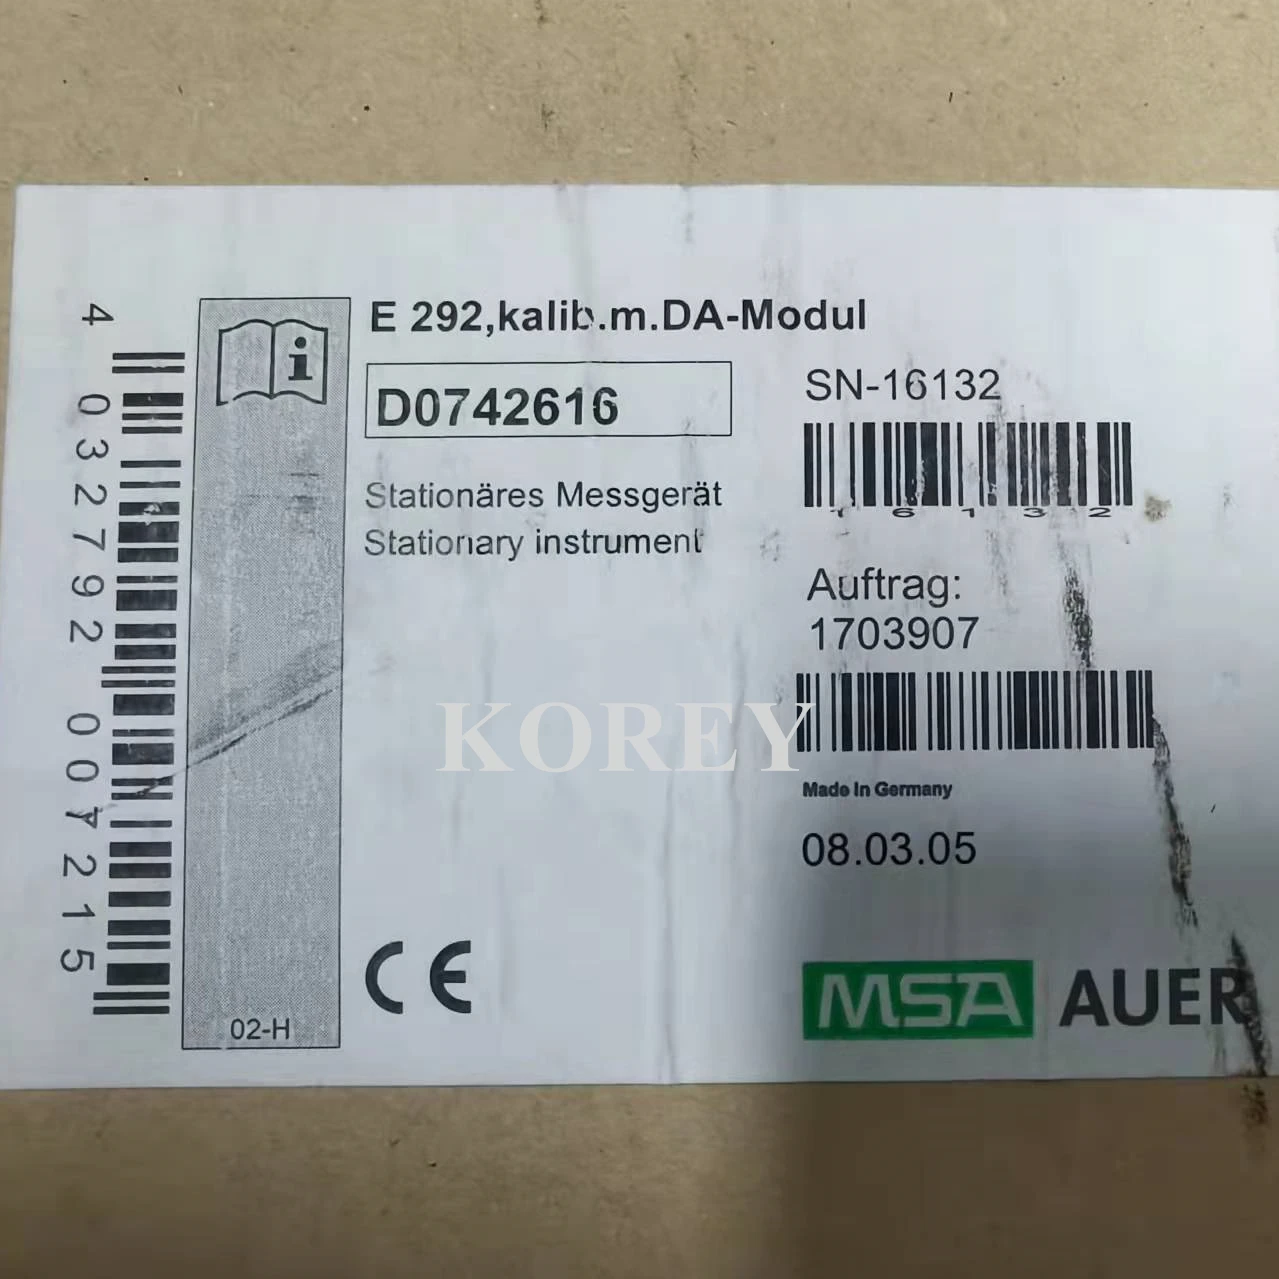 E 292,kalib.m.DA-Modul
D0742616
Stationäres Messgerät
Stationary instrument
SN-16132
16132
Auftrag:
1703907
Made In Germany
08.03.05
MSA AUER
CE
02-H
i
4 032792 007215
KOREY